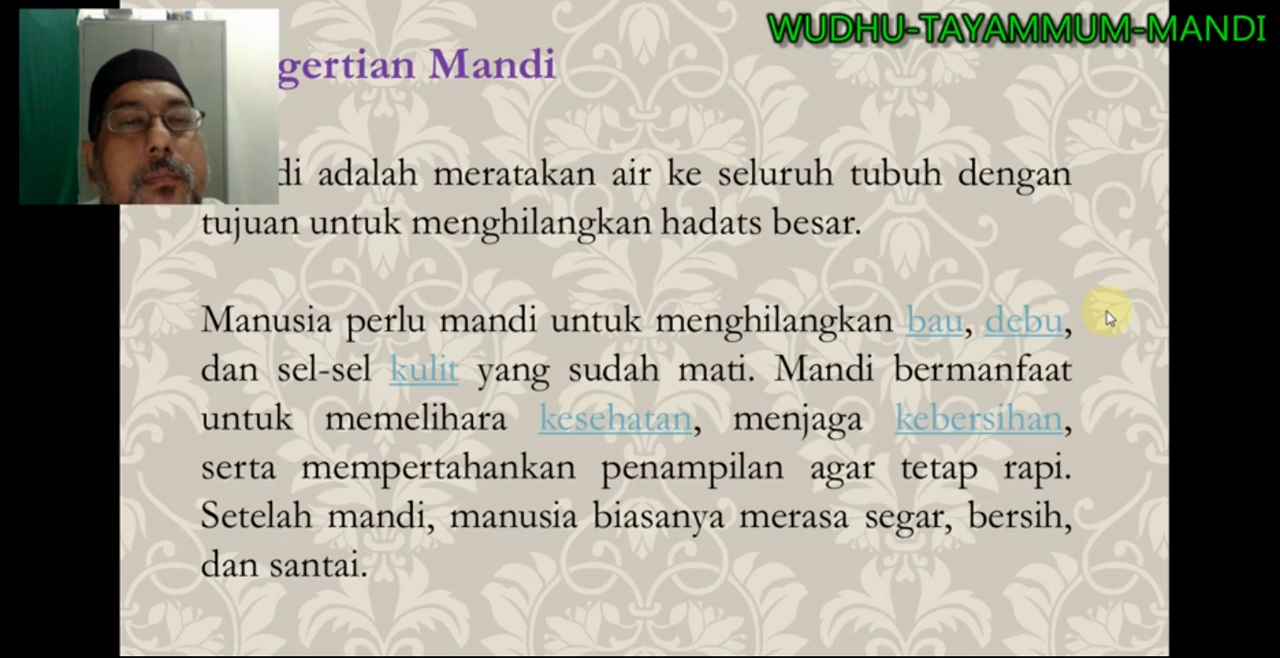 WUDHU-TAYAMMUM-MANDI
gertian Mandi
di adalah meratakan air ke seluruh tubuh dengan
tujuan untuk menghilangkan hadats besar.
Manusia perlu mandi untuk menghilangkan bau, debu,
dan sel-sel kulit yang sudah mati. Mandi bermanfaat
untuk memelihara kesehatan, menjaga kebersihan,
serta mempertahankan penampilan agar tetap rapi.
Setelah mandi, manusia biasanya merasa segar, bersih,
dan santai.